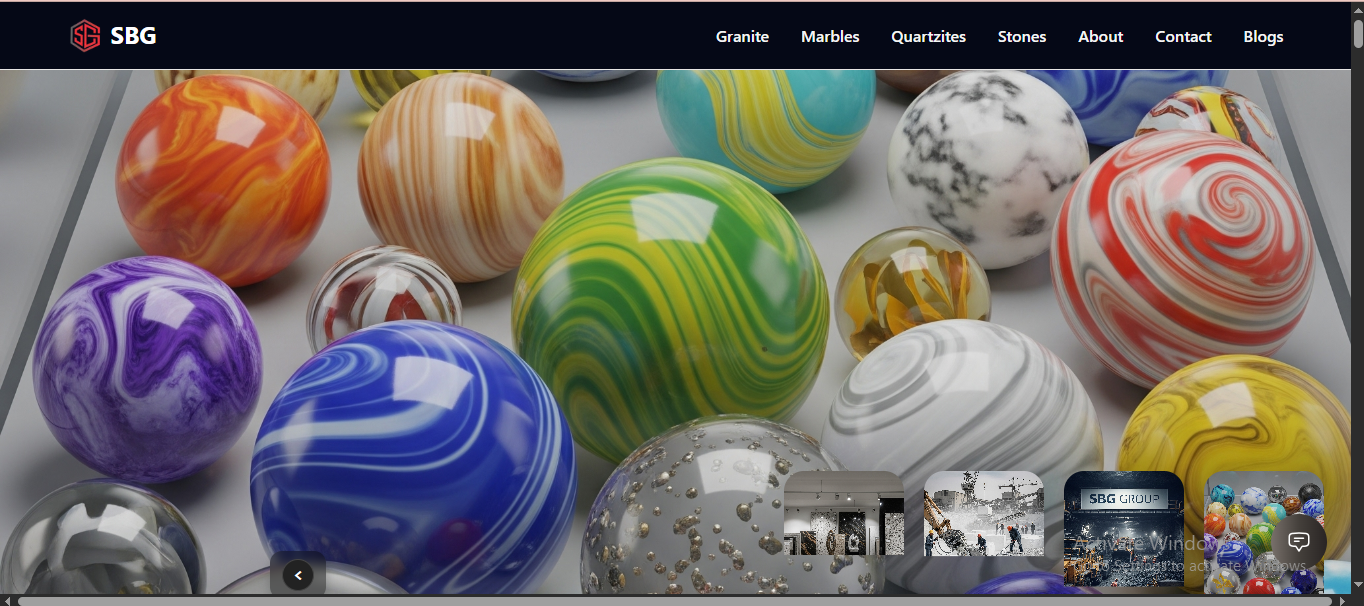 SBG
Granite
Marbles
Quartzites
Stones
About
Contact
Blogs
SBG GROUP
Activate Windows
Go to Settings to activate Windows.